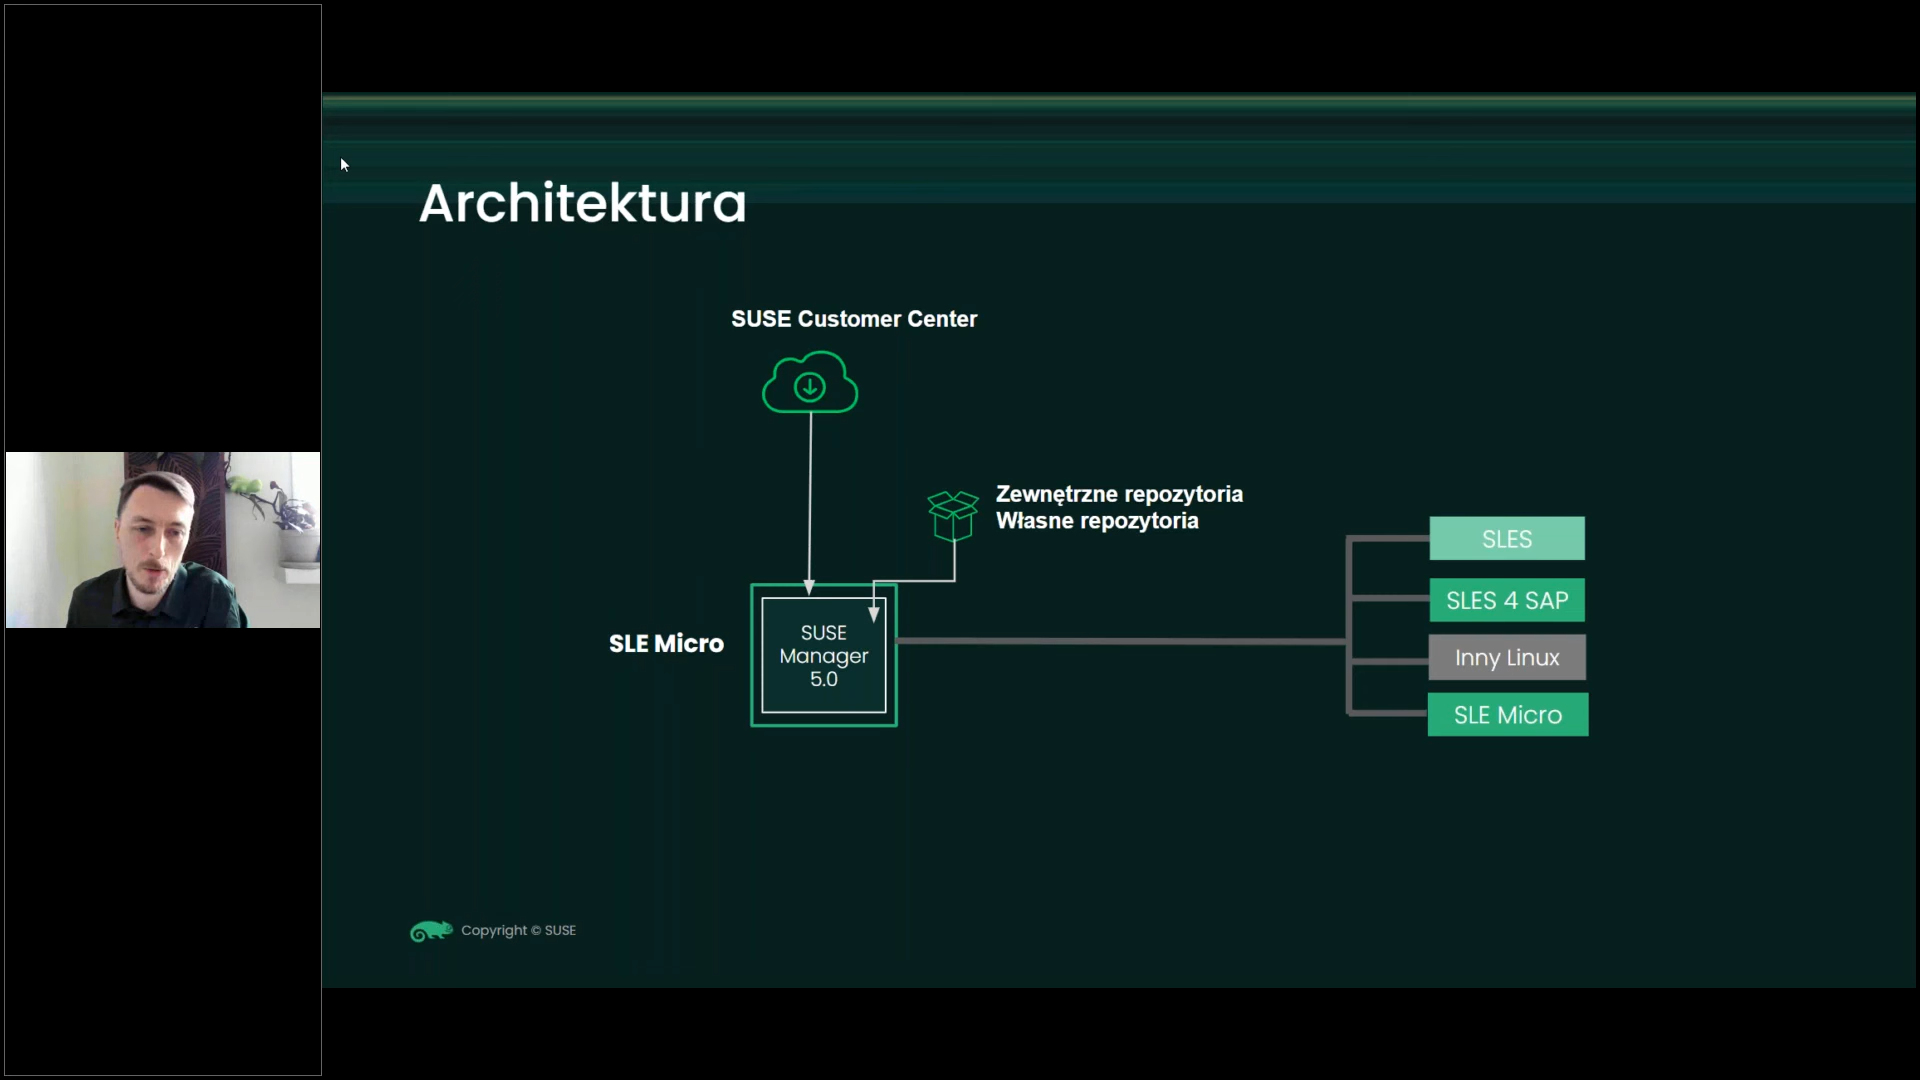 Architektura
SUSE Customer Center
Zewnętrzne repozytoria
Własne repozytoria
SLE Micro
SUSE
Manager
5.0
SLES
SLES 4 SAP
Inny Linux
SLE Micro
Copyright © SUSE